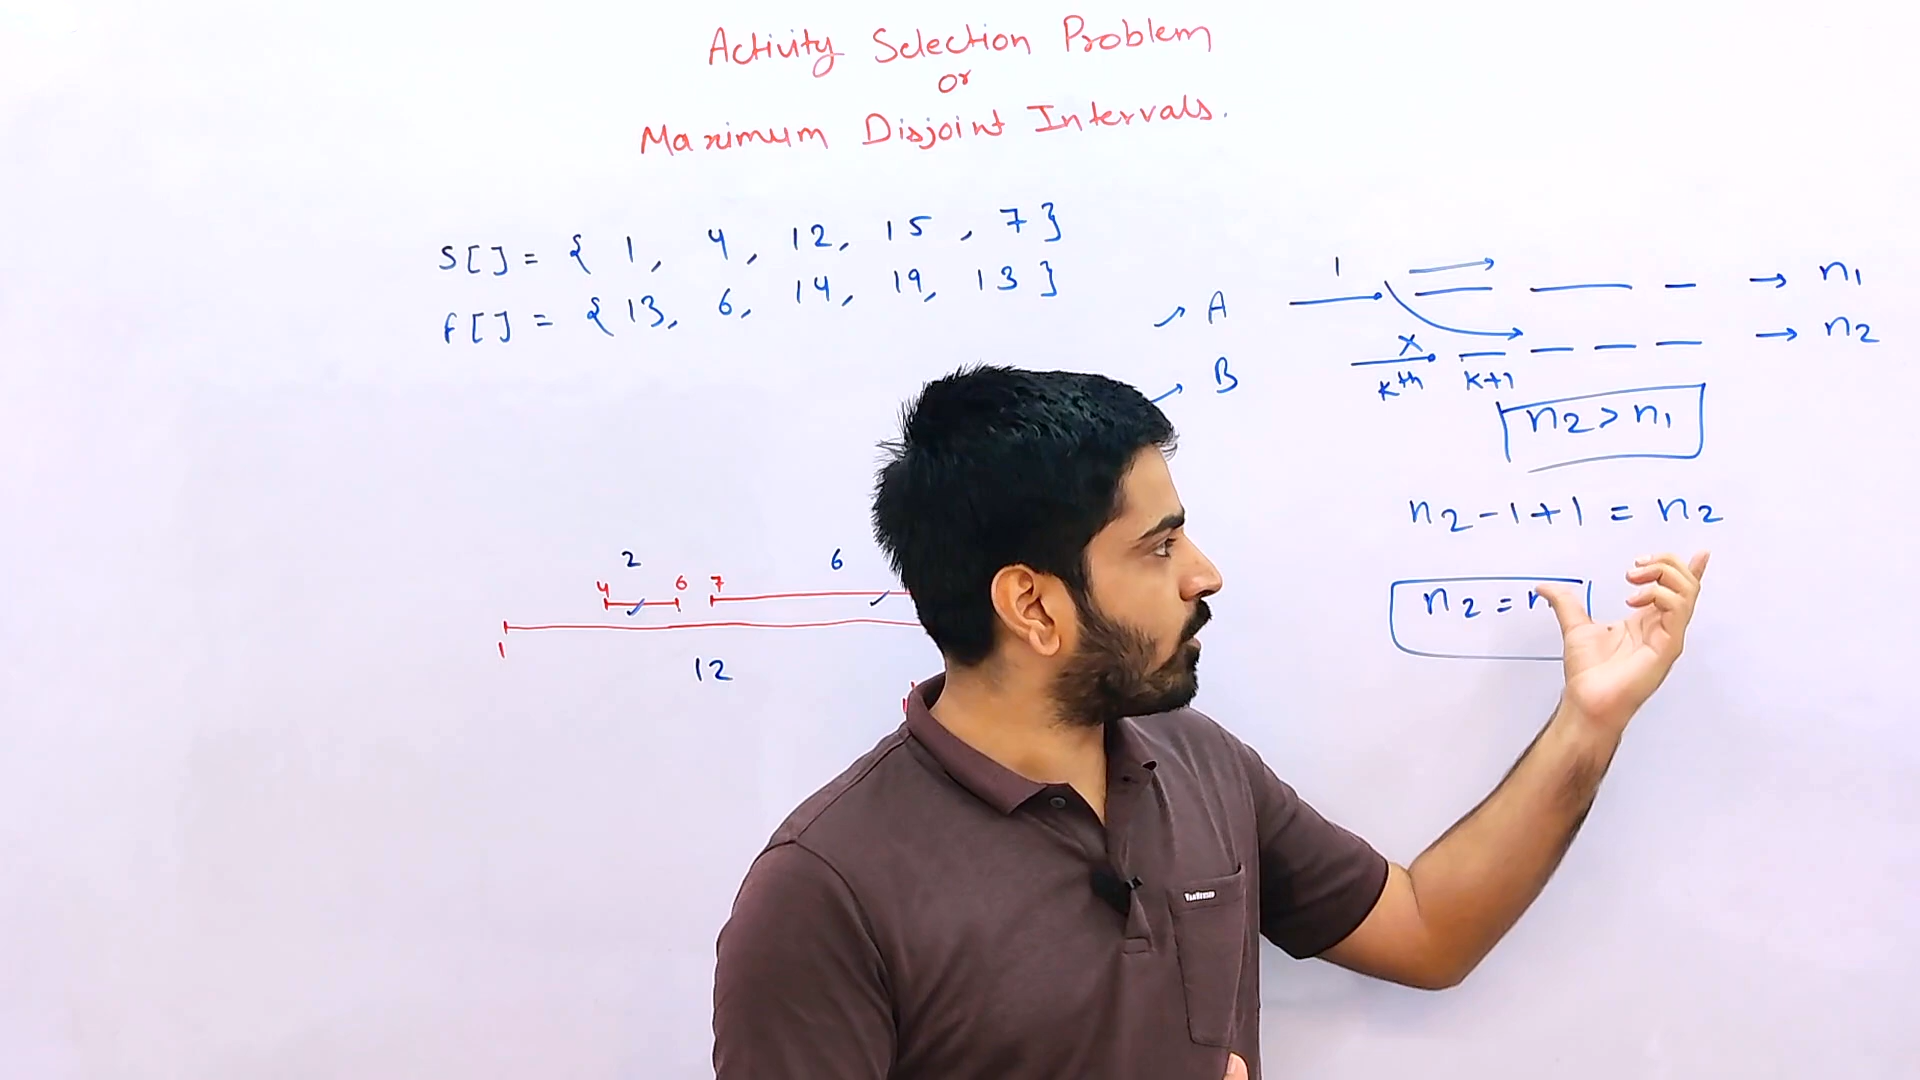 Activity Selection Problem
or
Maximum Disjoint Intervals.
S[] = { 1, 4, 12, 15, 7 }
f[] = { 13, 6, 14, 19, 13 }
A
B
1
→ n1
→ n2
x
kth k+1
n2 > n1
n2 - 1 + 1 = n2
n2 = n
2
6
4 6 7
1
12